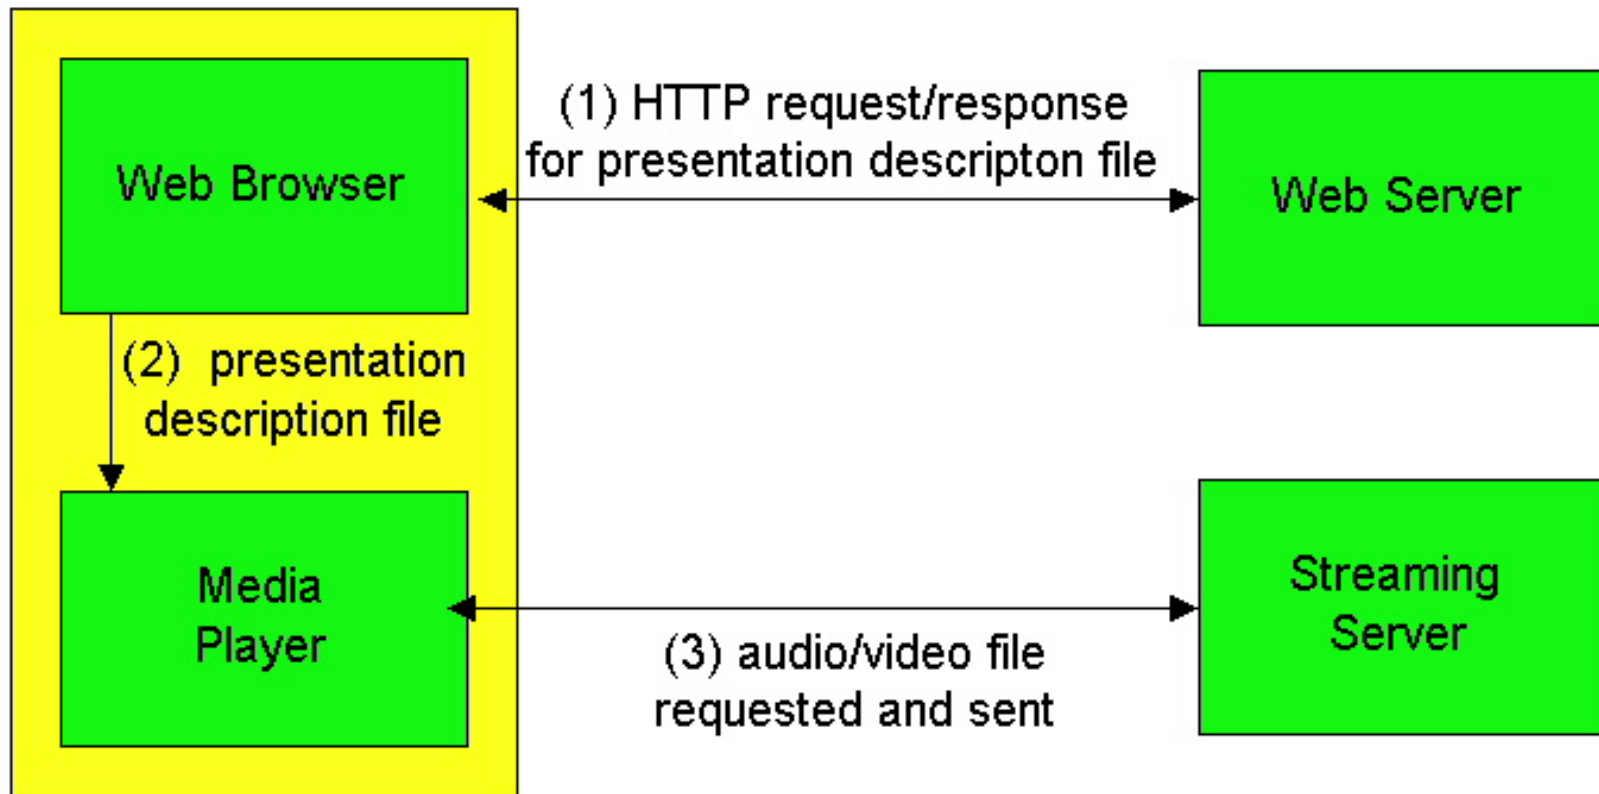 Web Browser
(1) HTTP request/response
for presentation descripton file
Web Server
(2) presentation
description file
Media
Player
(3) audio/video file
requested and sent
Streaming
Server